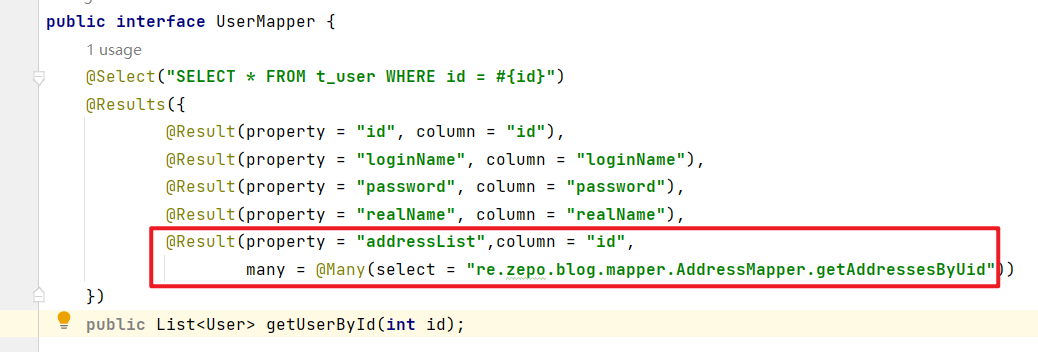 public interface UserMapper {
1 usage
@Select("SELECT * FROM t_user WHERE id = #{id}")
@Results({
@Result(property = "id", column = "id"),
@Result(property = "loginName", column = "loginName"),
@Result(property = "password", column = "password"),
@Result(property = "realName", column = "realName"),
@Result(property = "addressList",column = "id",
many = @Many(select = "re.zepo.blog.mapper.AddressMapper.getAddressesByUid"))
})
public List<User> getUserById(int id);